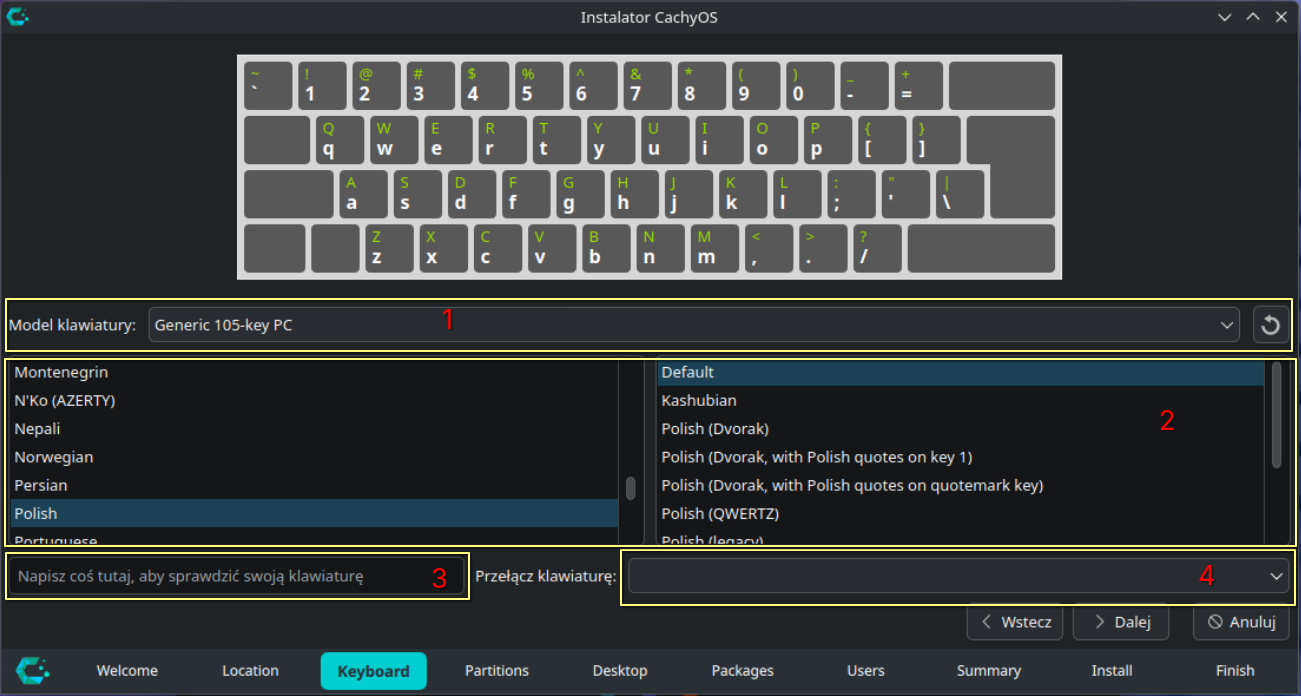 Instalator CachyOS
~ ! @ # $ % ^ & * ( ) _ +
` 1 2 3 4 5 6 7 8 9 0 - =
Q W E R T Y U I O P { }
q w e r t y u i o p [ ]
A S D F G H J K L : " |
a s d f g h j k l ; ' \
Z X C V B N M < > ?
z x c v b n m , . /
Model klawiatury: Generic 105-key PC 1
Montenegrin
N'Ko (AZERTY)
Nepali
Norwegian
Persian
Polish
Portuguese
Default
Kashubian
Polish (Dvorak)
2
Polish (Dvorak, with Polish quotes on key 1)
Polish (Dvorak, with Polish quotes on quotemark key)
Polish (QWERTZ)
Polish (legacy)
Napisz coś tutaj, aby sprawdzić swoją klawiaturę 3
Przełącz klawiaturę: 4
Wstecz Dalej Anuluj
Welcome Location Keyboard Partitions Desktop Packages Users Summary Install Finish